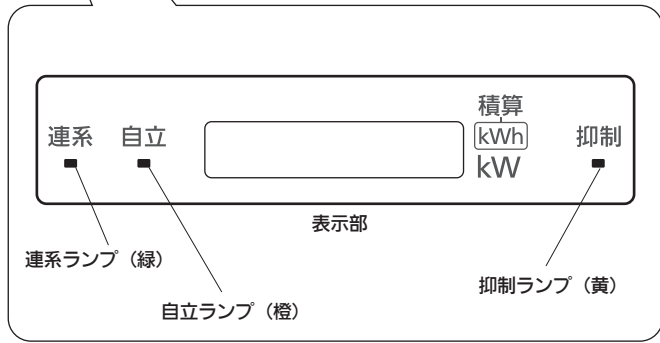 積算
連系 自立 kWh 抑制
kW
表示部
連系ランプ（緑）
抑制ランプ（黄）
自立ランプ（橙）